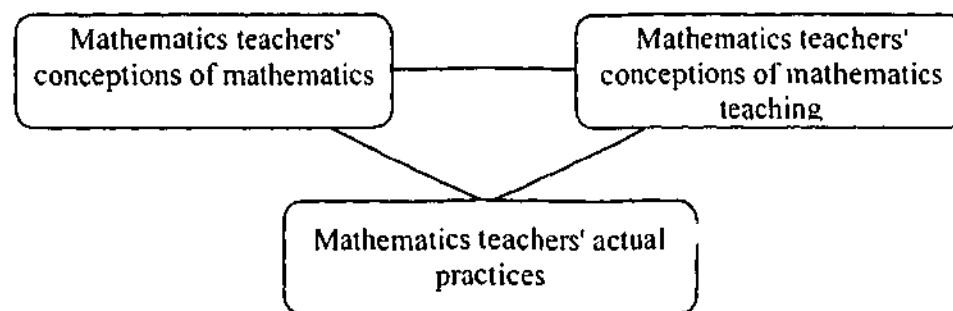 Mathematics teachers'
conceptions of mathematics
Mathematics teachers'
conceptions of mathematics
teaching
Mathematics teachers' actual
practices